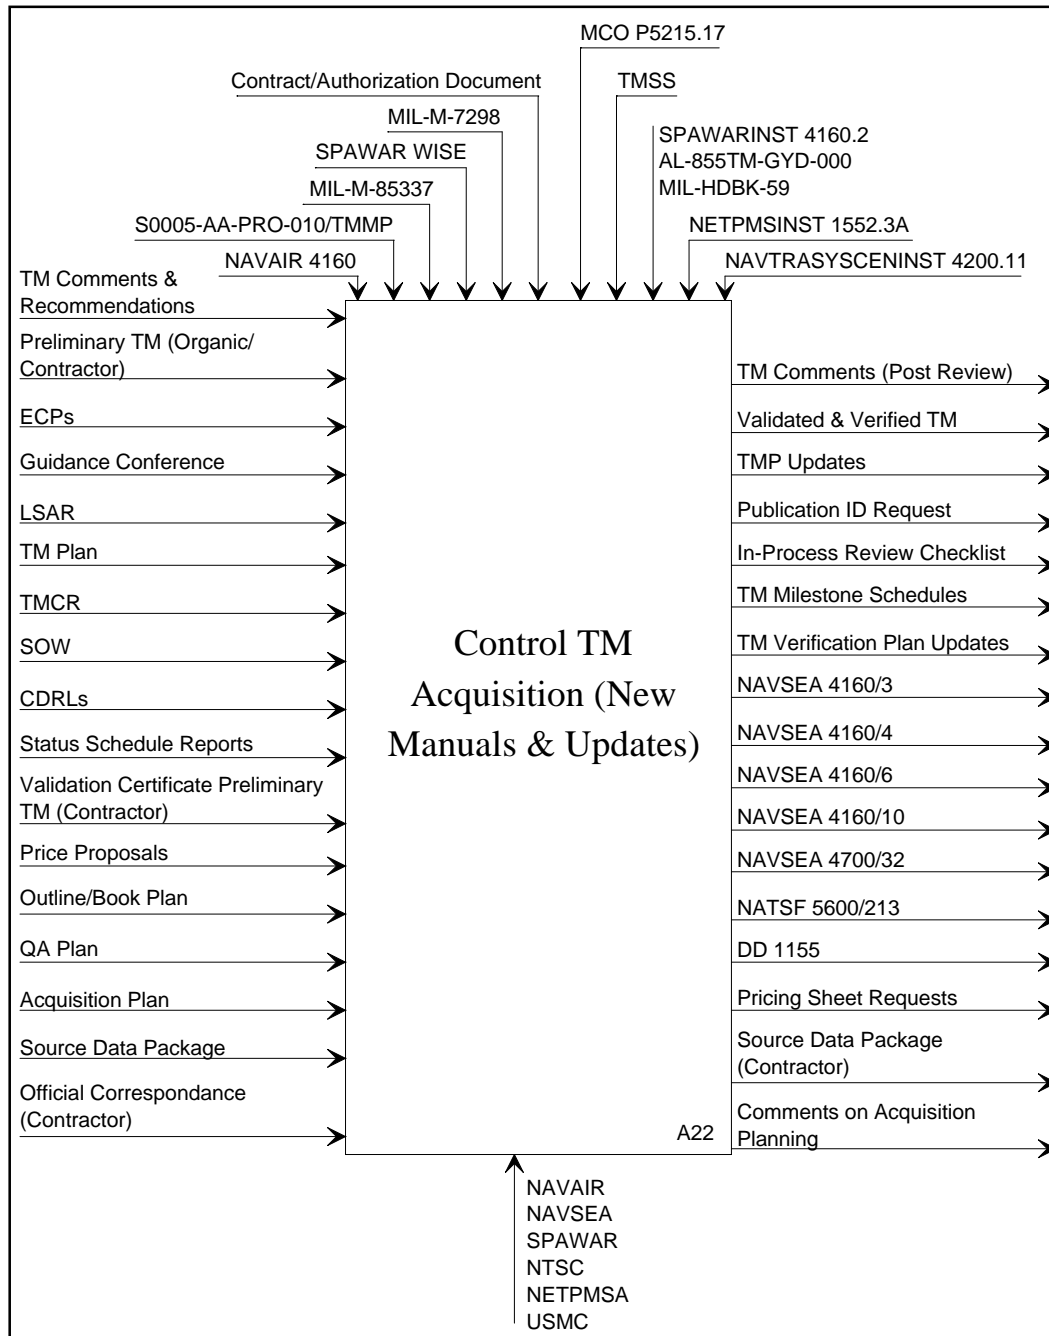 MCO P5215.17
Contract/Authorization Document
TMSS
MIL-M-7298
SPAWAR WISE
MIL-M-85337
S0005-AA-PRO-010/TMMP
NAVAIR 4160
SPAWARINST 4160.2
AL-855TM-GYD-000
MIL-HDBK-59
NETPMSINST 1552.3A
NAVTRASYSCENINST 4200.11
TM Comments &
Recommendations
Preliminary TM (Organic/
Contractor)
ECPs
Guidance Conference
LSAR
TM Plan
TMCR
SOW
CDRLs
Status Schedule Reports
Validation Certificate Preliminary
TM (Contractor)
Price Proposals
Outline/Book Plan
QA Plan
Acquisition Plan
Source Data Package
Official Correspondance
(Contractor)
Control TM
Acquisition (New
Manuals & Updates)
A22
TM Comments (Post Review)
Validated & Verified TM
TMP Updates
Publication ID Request
In-Process Review Checklist
TM Milestone Schedules
TM Verification Plan Updates
NAVSEA 4160/3
NAVSEA 4160/4
NAVSEA 4160/6
NAVSEA 4160/10
NAVSEA 4700/32
NATSF 5600/213
DD 1155
Pricing Sheet Requests
Source Data Package
(Contractor)
Comments on Acquisition
Planning
NAVAIR
NAVSEA
SPAWAR
NTSC
NETPMSA
USMC